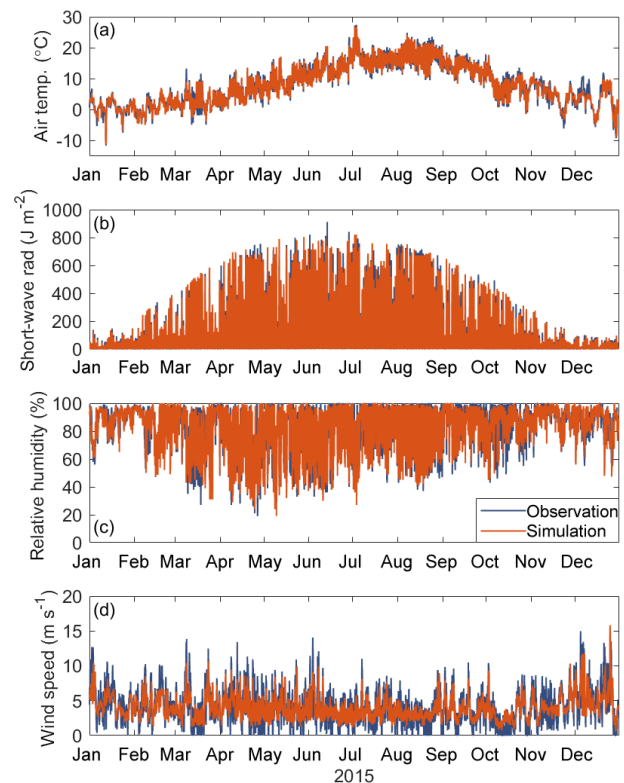 (a)
Air temp. (°C)
30
20
10
0
-10
Jan Feb Mar Apr May Jun Jul Aug Sep Oct Nov Dec
(b)
Short-wave rad (J m⁻²)
1000
800
600
400
200
0
Jan Feb Mar Apr May Jun Jul Aug Sep Oct Nov Dec
Relative humidity (%)
100
80
60
40
20
0
(c)
Observation
Simulation
Jan Feb Mar Apr May Jun Jul Aug Sep Oct Nov Dec
(d)
Wind speed (m s⁻¹)
20
15
10
5
0
Jan Feb Mar Apr May Jun Jul Aug Sep Oct Nov Dec
2015